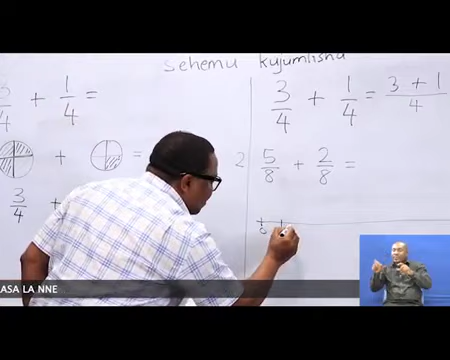 Sehemu kujumlisha
3/4 + 1/4 =
+ =
3/4 +
3/4 + 1/4 = 3 + 1/4
2 5/8 + 2/8 =
0
ASA LA NNE